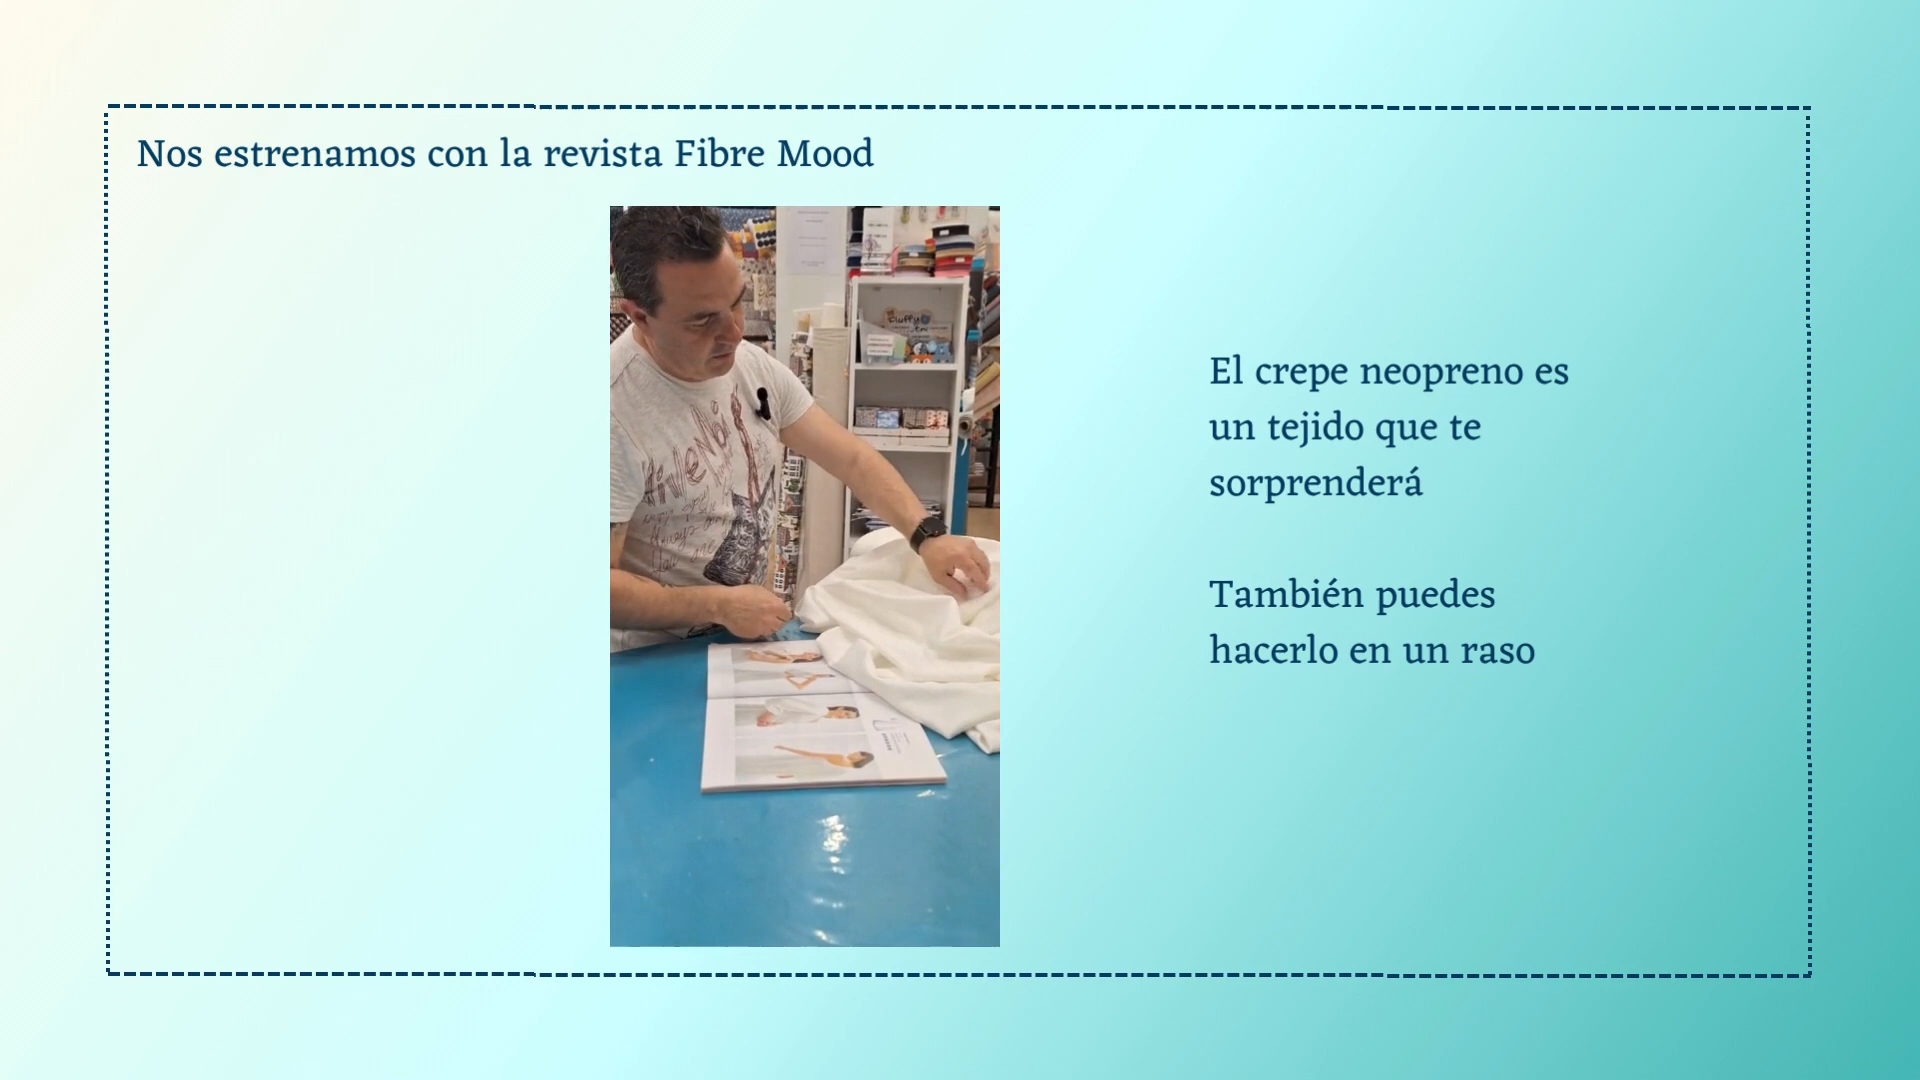 Nos estrenamos con la revista Fibre Mood
El crepe neopreno es
un tejido que te
sorprenderá
También puedes
hacerlo en un raso